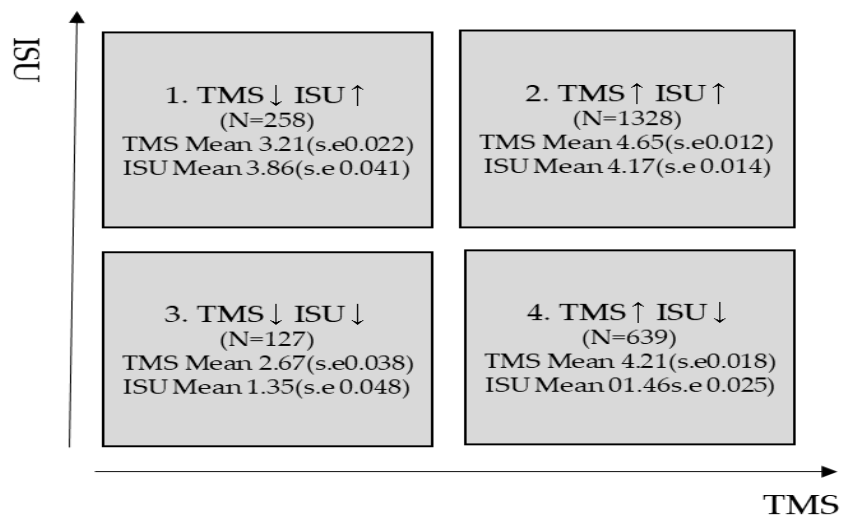 ISU
1. TMS↓ ISU↑
(N=258)
TMS Mean 3.21(s.e0.022)
ISU Mean 3.86(s.e 0.041)
2. TMS↑ ISU↑
(N=1328)
TMS Mean 4.65(s.e0.012)
ISU Mean 4.17(s.e 0.014)
3. TMS↓ ISU↓
(N=127)
TMS Mean 2.67(s.e0.038)
ISU Mean 1.35(s.e 0.048)
4. TMS↑ ISU↓
(N=639)
TMS Mean 4.21(s.e0.018)
ISU Mean 01.46s.e 0.025)
TMS